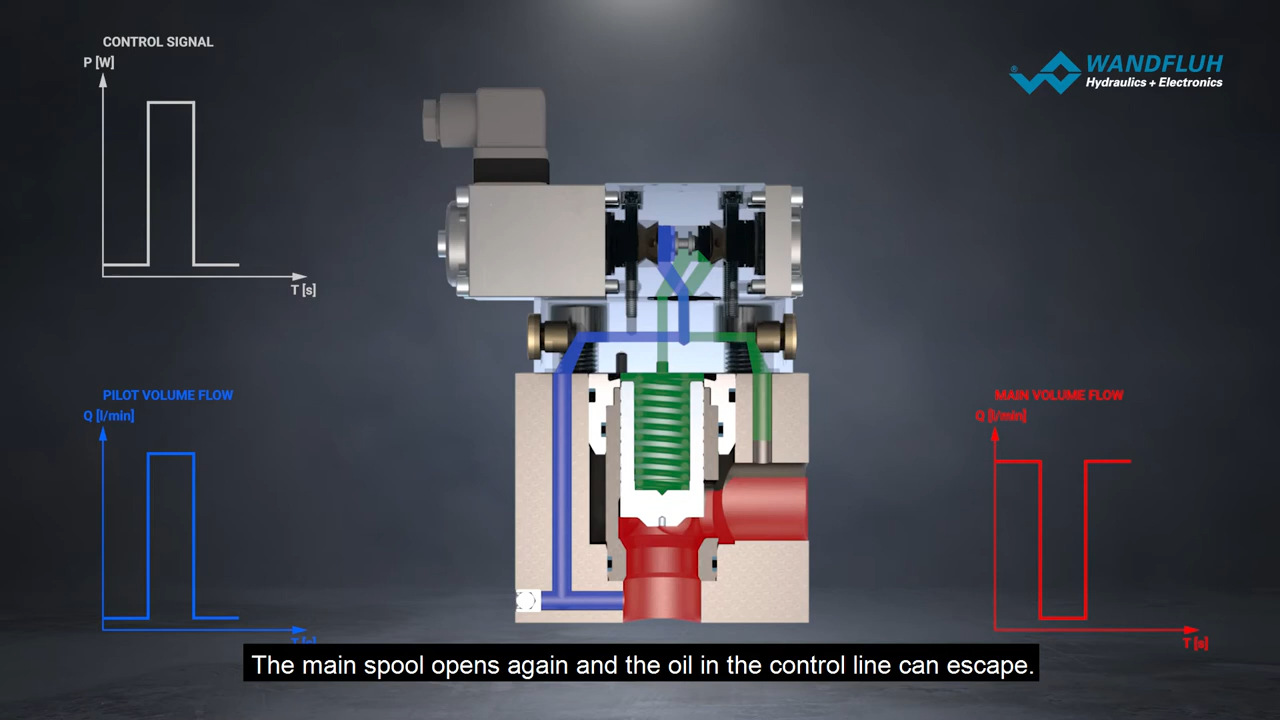 CONTROL SIGNAL
P [W]
T [s]
® WANDFLUH
Hydraulics + Electronics
PILOT VOLUME FLOW
Q [l/min]
T [s]
MAIN VOLUME FLOW
Q [l/min]
T [s]
The main spool opens again and the oil in the control line can escape.